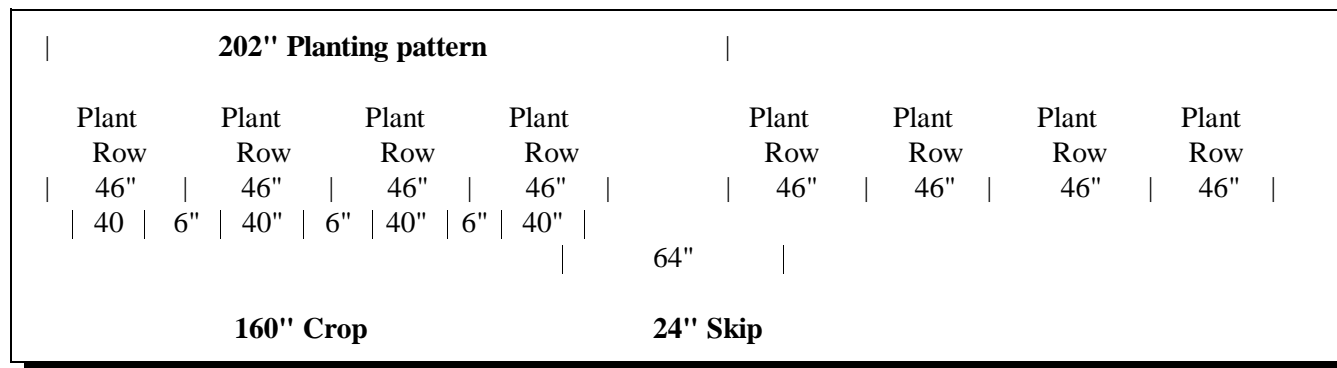 | 202" Planting pattern |
Plant Plant Plant Plant Plant Plant Plant Plant
Row Row Row Row Row Row Row Row
| 46" | 46" | 46" | 46" | | 46" | 46" | 46" | 46" |
| 40 | 6" | 40" | 6" | 40" | 6" | 40" |
| 64" |
160" Crop 24" Skip